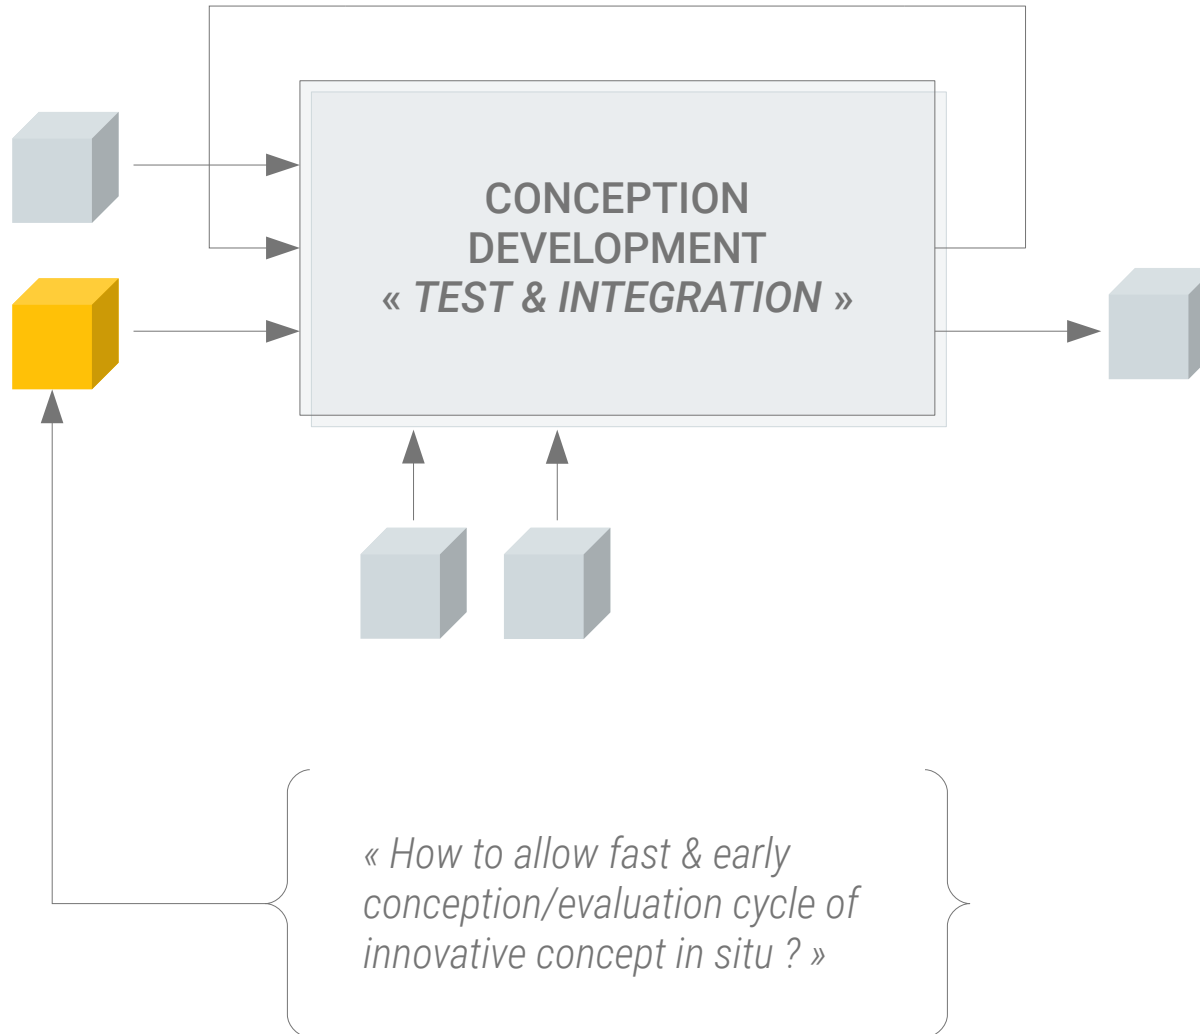 CONCEPTION
DEVELOPMENT
« TEST & INTEGRATION »
« How to allow fast & early
conception/evaluation cycle of
innovative concept in situ ? »